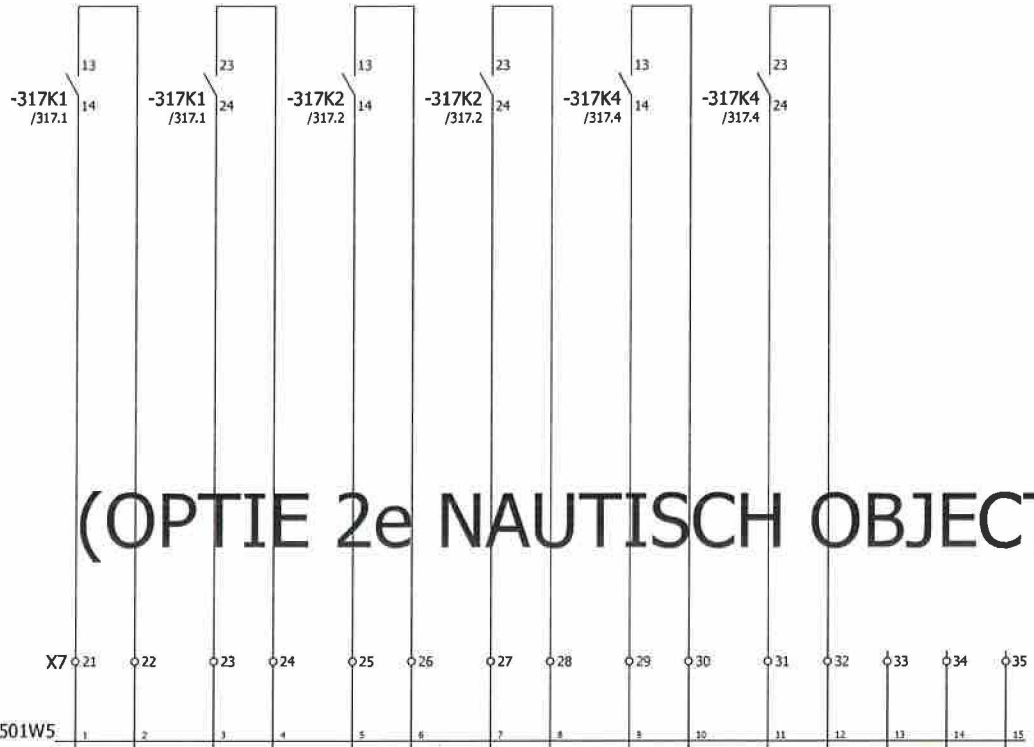 13 23 13 23 13 23
-317K1 -317K1 -317K2 -317K2 -317K4 -317K4
14 24 14 24 14 24
/317.1 /317.1 /317.2 /317.2 /317.4 /317.4
(OPTIE 2e NAUTISCH OBJECT
X7 21 22 23 24 25 26 27 28 29 30 31 32 33 34 35
501W5 1 2 3 4 5 6 7 8 9 10 11 12 13 14 15